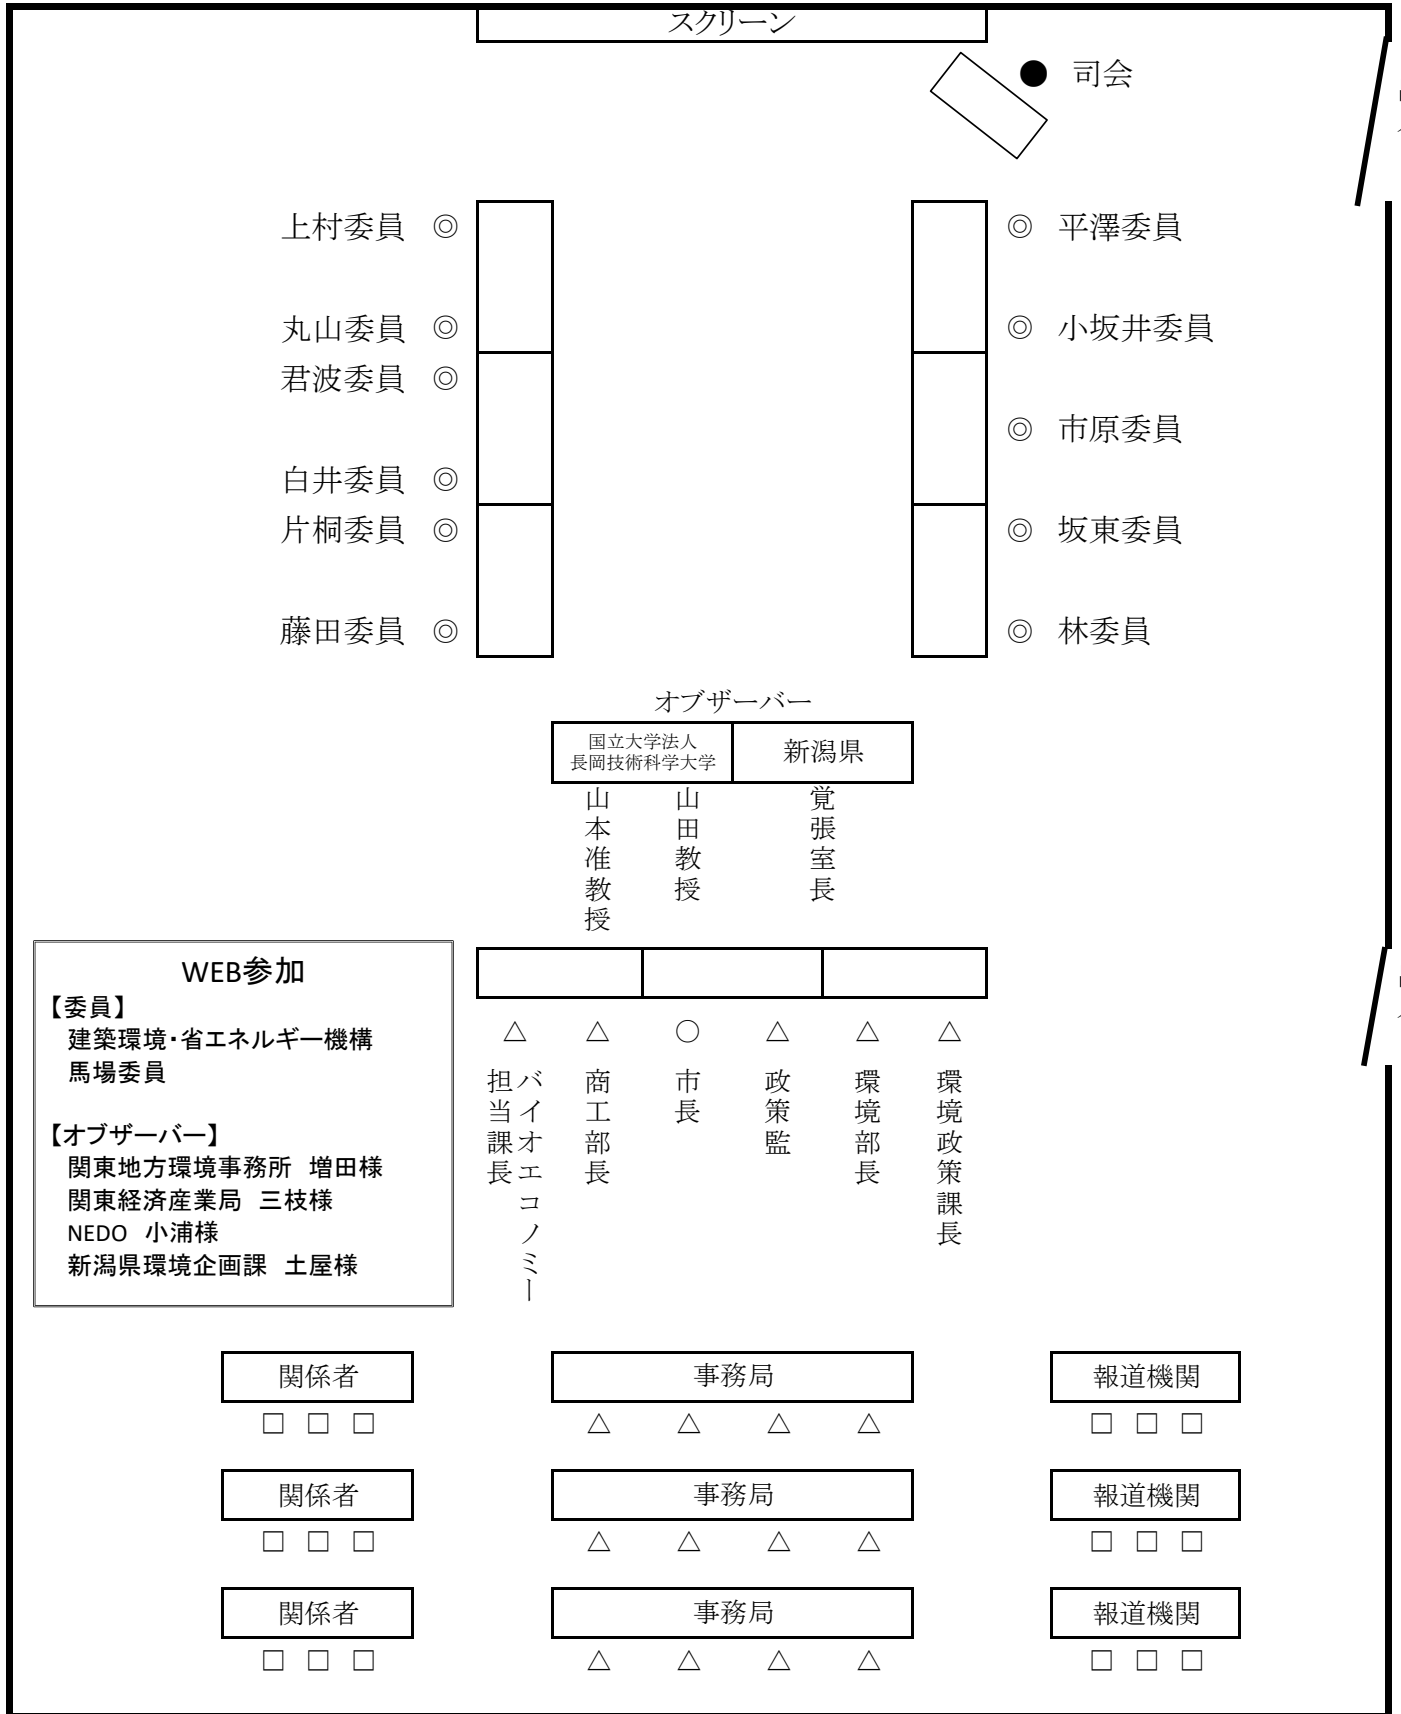 スクリーン
● 司会
上村委員 ◎
◎ 平澤委員
丸山委員 ◎
◎ 小坂井委員
君波委員 ◎
◎ 市原委員
白井委員 ◎
片桐委員 ◎
◎ 坂東委員
藤田委員 ◎
◎ 林委員
オブザーバー
国立大学法人
長岡技術科学大学
新潟県
山本准教授
山田教授
覚張室長
WEB参加
【委員】
建築環境・省エネルギー機構
馬場委員
【オブザーバー】
関東地方環境事務所 増田様
関東経済産業局 三枝様
NEDO 小浦様
新潟県環境企画課 土屋様
△ △ ○ △ △ △
バイオエコノミー
担当課長
商工部長
市長
政策監
環境部長
環境政策課長
関係者
事務局
報道機関
□ □ □
△ △ △ △
□ □ □
関係者
事務局
報道機関
□ □ □
△ △ △ △
□ □ □
関係者
事務局
報道機関
□ □ □
△ △ △ △
□ □ □